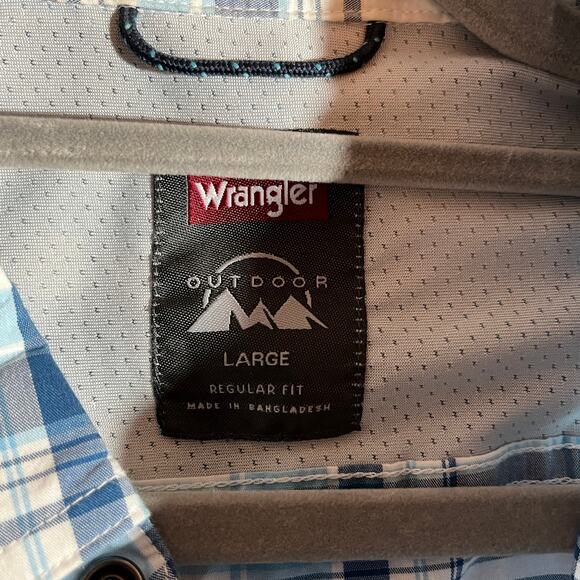 Wrangler
OUTDOOR
LARGE
REGULAR FIT
MADE IN BANGLADESH